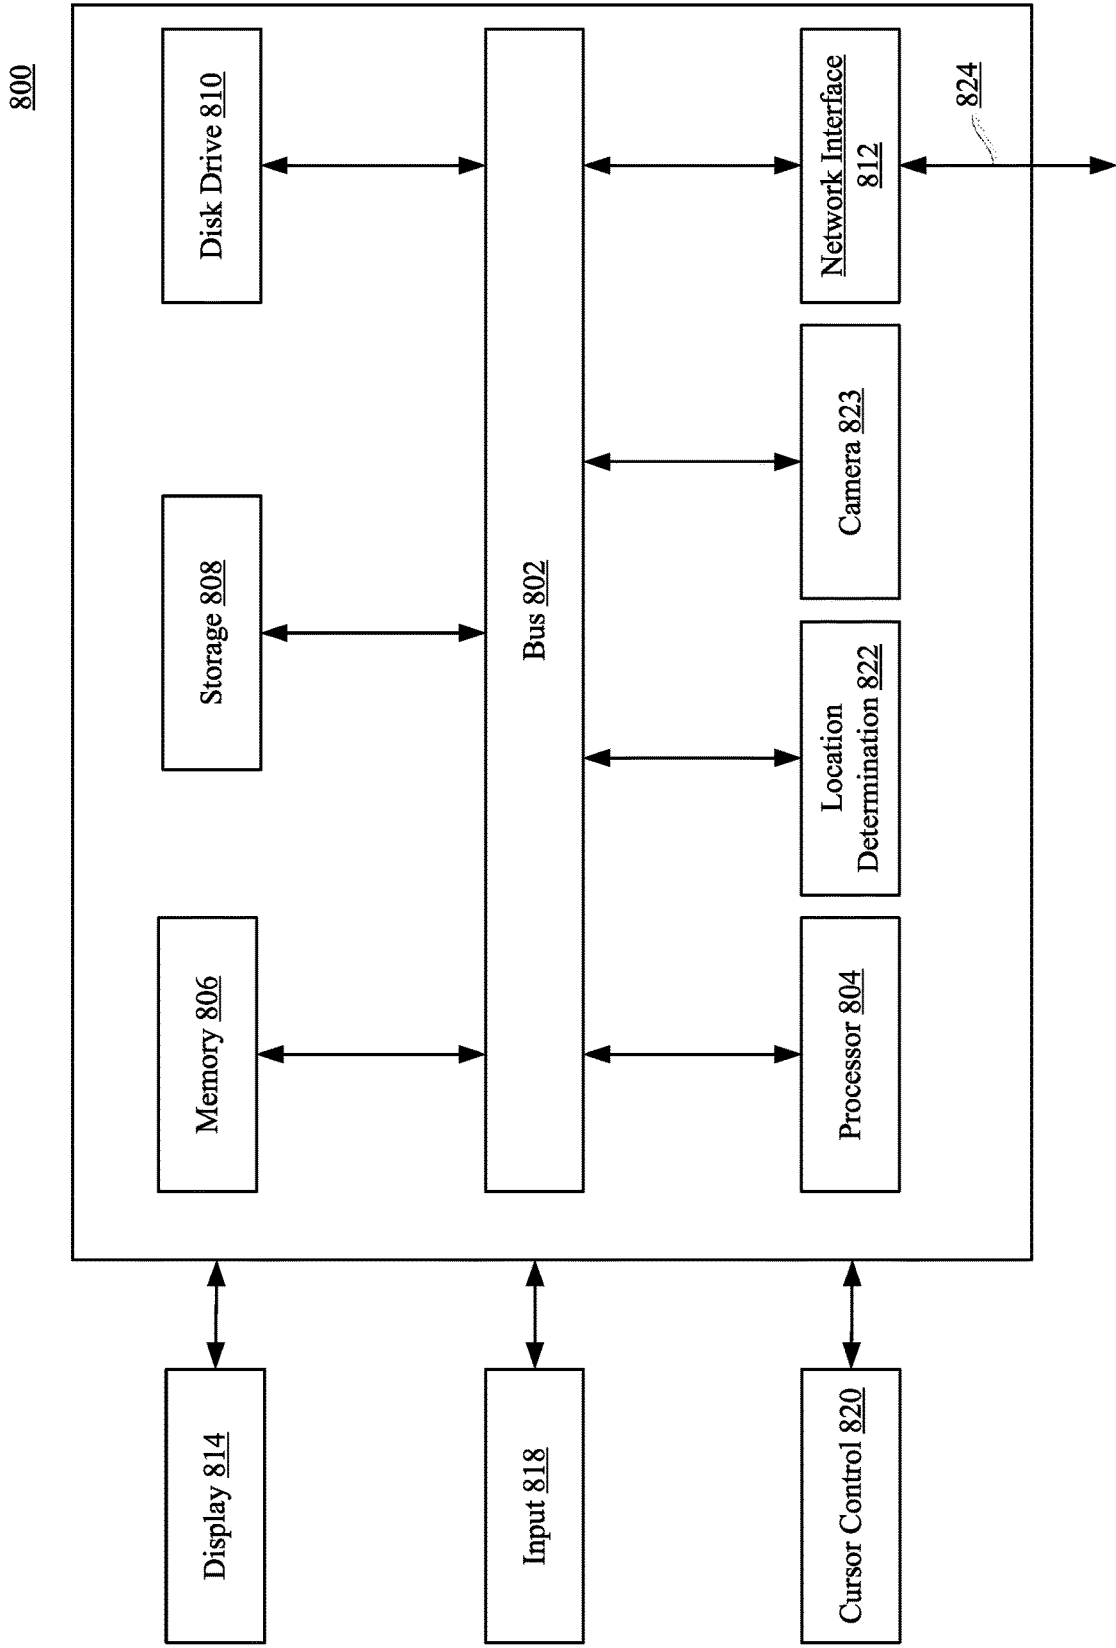 800
Display 814
Memory 806
Storage 808
Disk Drive 810
Input 818
Bus 802
Cursor Control 820
Processor 804
Location
Determination 822
Camera 823
Network Interface
812
824